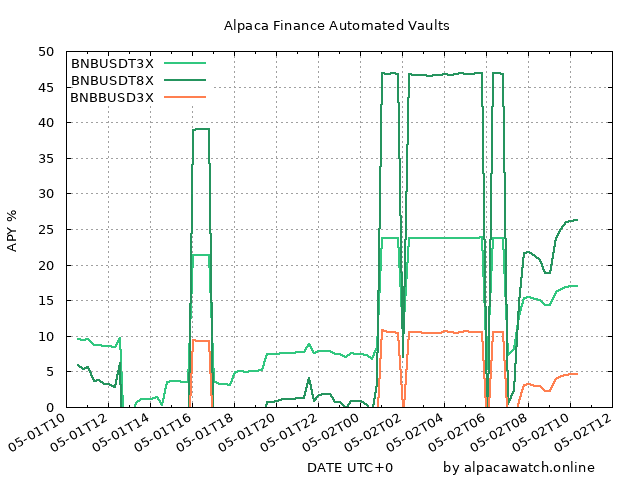 Alpaca Finance Automated Vaults
BNBUSDT3X
BNBUSDT8X
BNBBUSD3X
50
45
40
35
30
25
20
15
10
5
0
APY %
05-01T10
05-01T12
05-01T14
05-01T16
05-01T18
05-01T20
05-01T22
05-02T00
05-02T02
05-02T04
05-02T06
05-02T08
05-02T10
05-02T12
DATE UTC+0
by alpacawatch.online